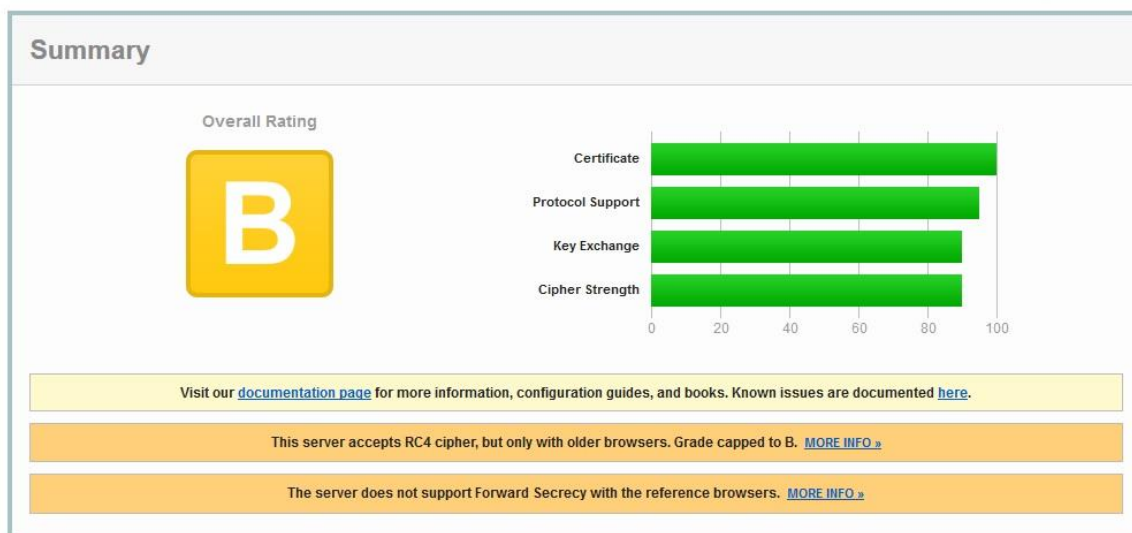 Summary
Overall Rating
B
Certificate
Protocol Support
Key Exchange
Cipher Strength
0 20 40 60 80 100
Visit our documentation page for more information, configuration guides, and books. Known issues are documented here.
This server accepts RC4 cipher, but only with older browsers. Grade capped to B. MORE INFO »
The server does not support Forward Secrecy with the reference browsers. MORE INFO »